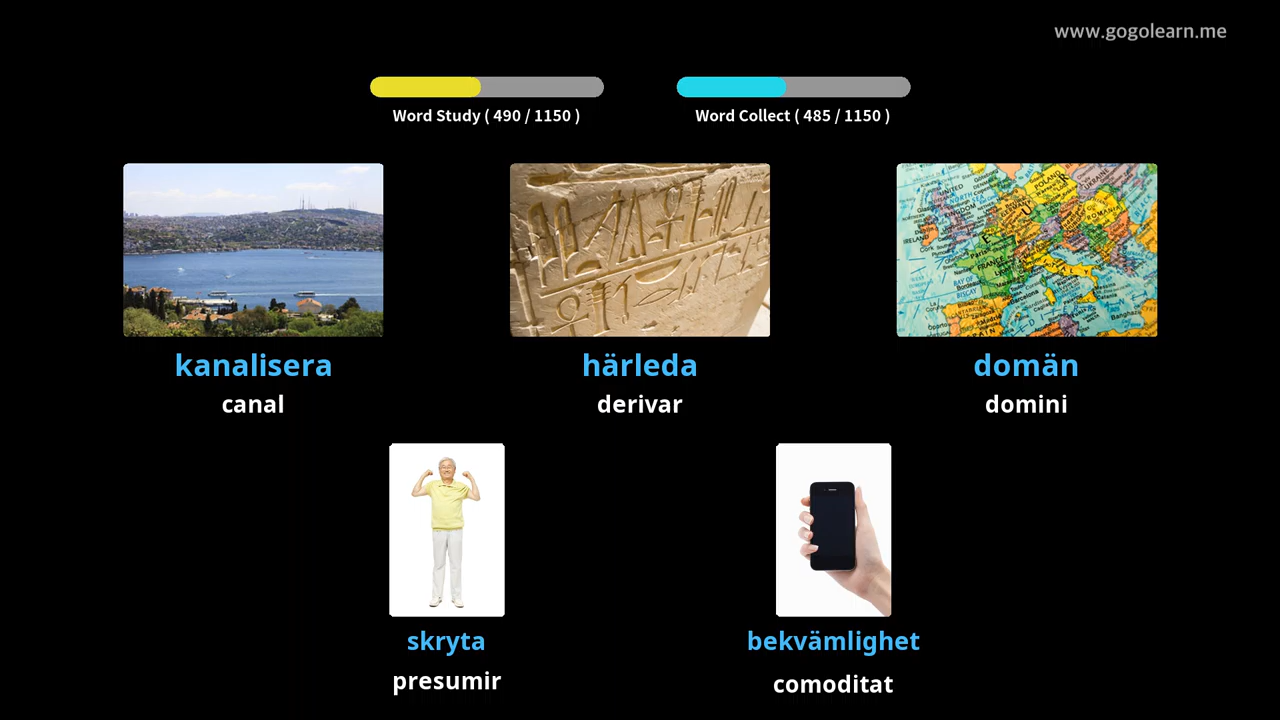 www.gogolearn.me
Word Study ( 490 / 1150 )
Word Collect ( 485 / 1150 )
kanalisera
canal
härleda
derivar
domän
domini
skryta
presumir
bekvämlighet
comoditat